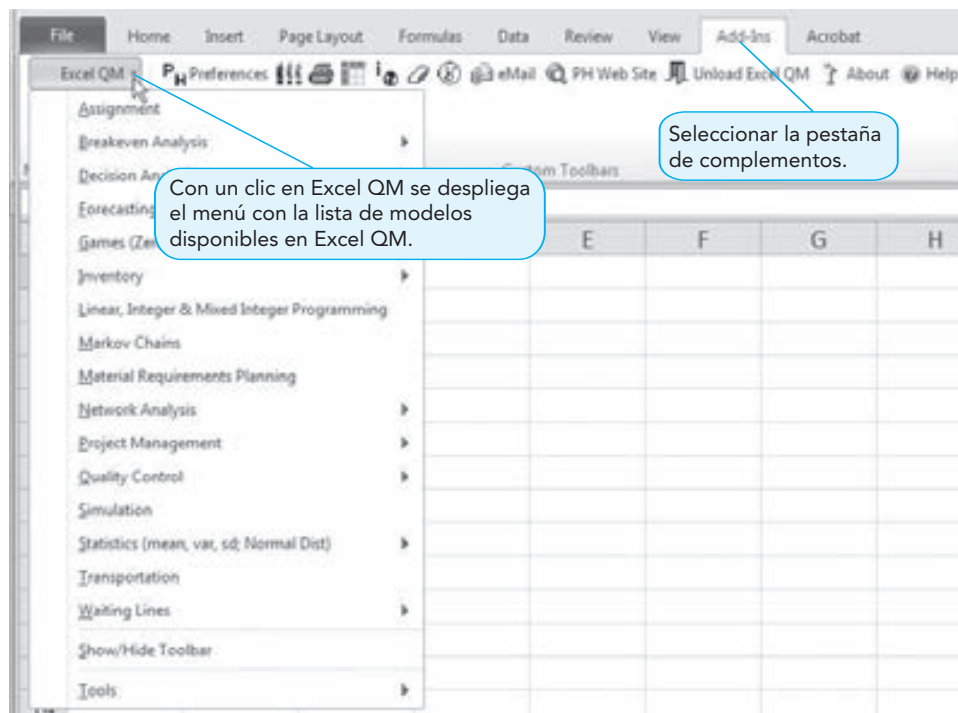 File Home Insert Page Layout Formulas Data Review View Add-Ins Acrobat
Excel QM PH Preferences eMail PH Web Site Unload Excel QM About Help
Assignment
Breakeven Analysis
Seleccionar la pestaña
de complementos.
Decision
Toolbars
Con un clic en Excel QM se despliega
el menú con la lista de modelos
disponibles en Excel QM.
Forecasting
Games
E F G H
Inventory
Linear, Integer & Mixed Integer Programming
Markov Chains
Material Requirements Planning
Network Analysis
Project Management
Quality Control
Simulation
Statistics (mean, var, sd; Normal Dist)
Transportation
Waiting Lines
Show/Hide Toolbar
Tools